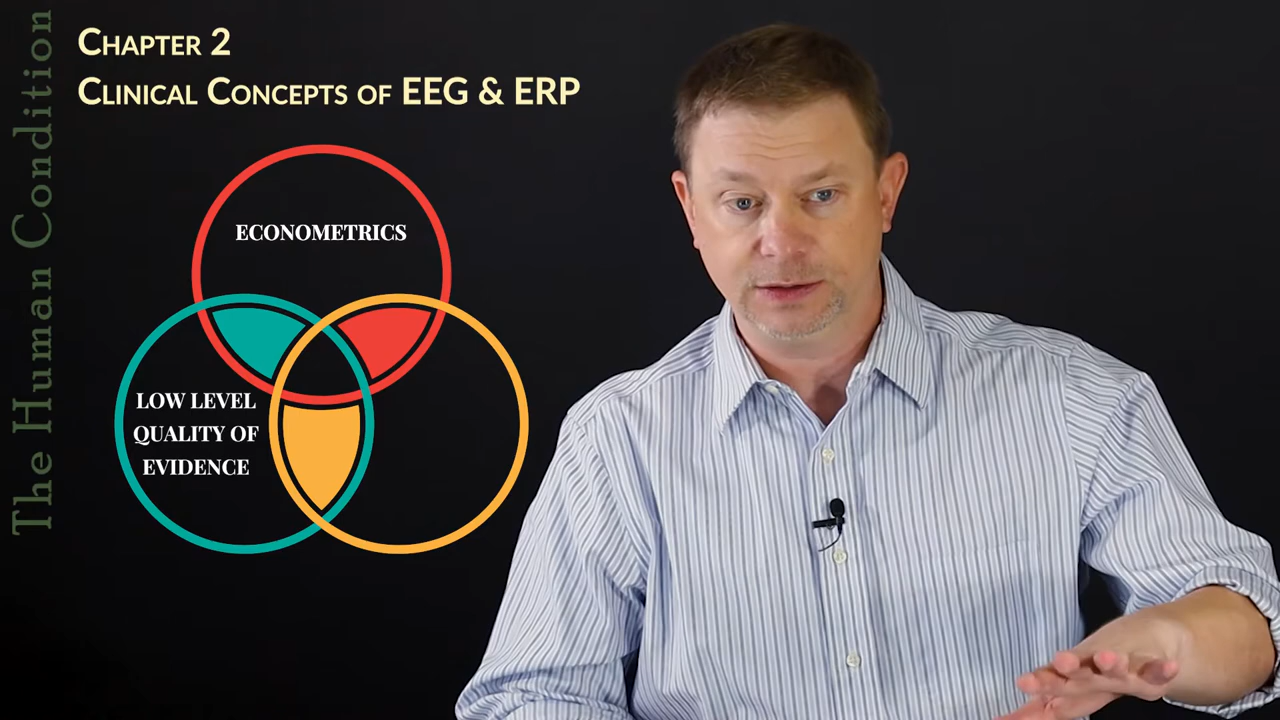 The Human Condition
Chapter 2
Clinical Concepts of EEG & ERP
ECONOMETRICS
LOW LEVEL
QUALITY OF
EVIDENCE